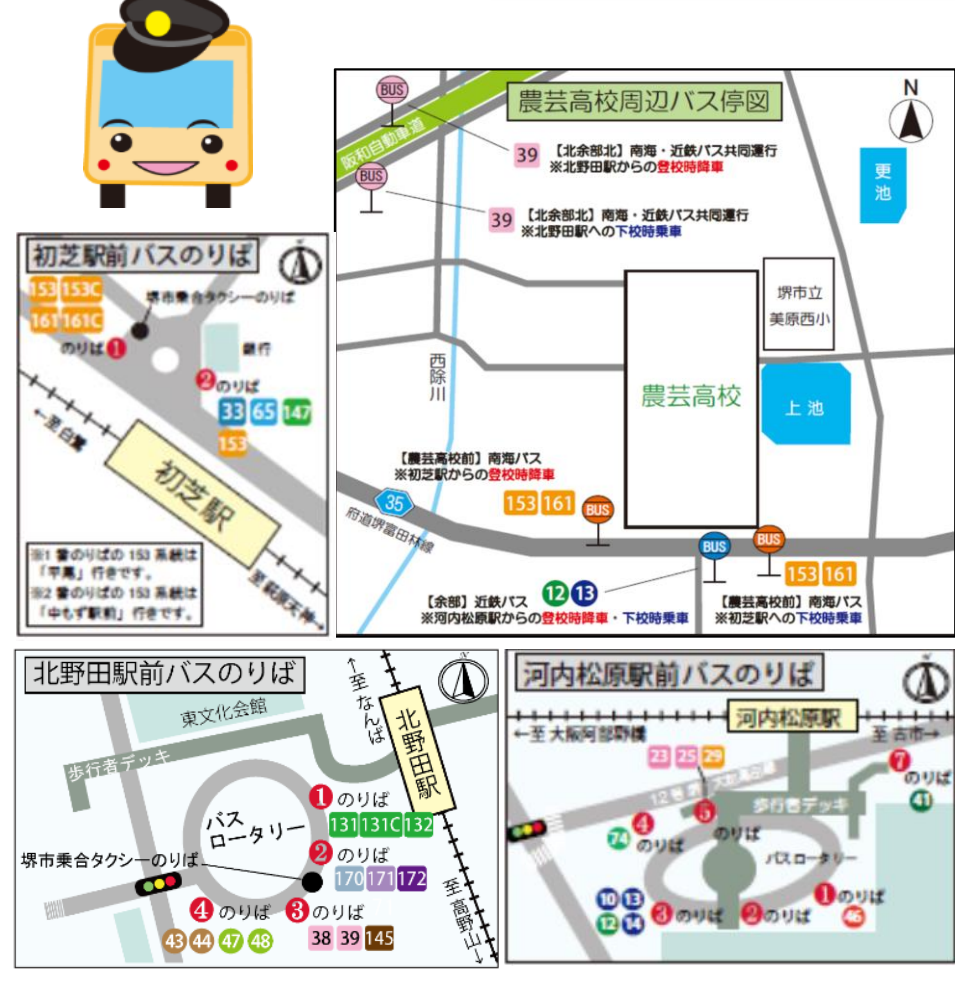 農芸高校周辺バス停図
N
BUS
阪和自動車道
39 【北余部北】南海・近鉄バス共同運行
※北野田駅からの登校時降車
BUS
39 【北余部北】南海・近鉄バス共同運行
※北野田駅への下校時乗車
更池
堺市立
美原西小
西除川
農芸高校
上池
【農芸高校前】南海バス
※初芝駅からの登校時降車
153 161
BUS
35
府道堺富田林線
BUS
BUS
153 161
12 13
【余部】近鉄バス
※河内松原駅からの登校時降車・下校時乗車
【農芸高校前】南海バス
※初芝駅への下校時乗車
初芝駅前バスのりば
153 153C
堺市乗合タクシーのりば
161 161C
のりば 1
銀行
2 のりば
33 65 147
153
←至白鷺
初芝駅
至萩原天神→
※1 番のりばの 153 系統は
「平尾」行きです。
※2 番のりばの 153 系統は
「中もず駅前」行きです。
北野田駅前バスのりば
←至なんば
東文化会館
北野田駅
歩行者デッキ
バス
ロータリー
1 のりば
131 131C 132
2 のりば
堺市乗合タクシーのりば
170 171 172
至高野山→
4 のりば
3 のりば
43 44 47 48
38 39 145
河内松原駅前バスのりば
河内松原駅
←至 大阪阿部野橋
至 古市→
23 25 29
7 のりば
41
歩行者デッキ
5 のりば
4 のりば
74
バスロータリー
10 13
12 14
3 のりば
2 のりば
1 のりば
46